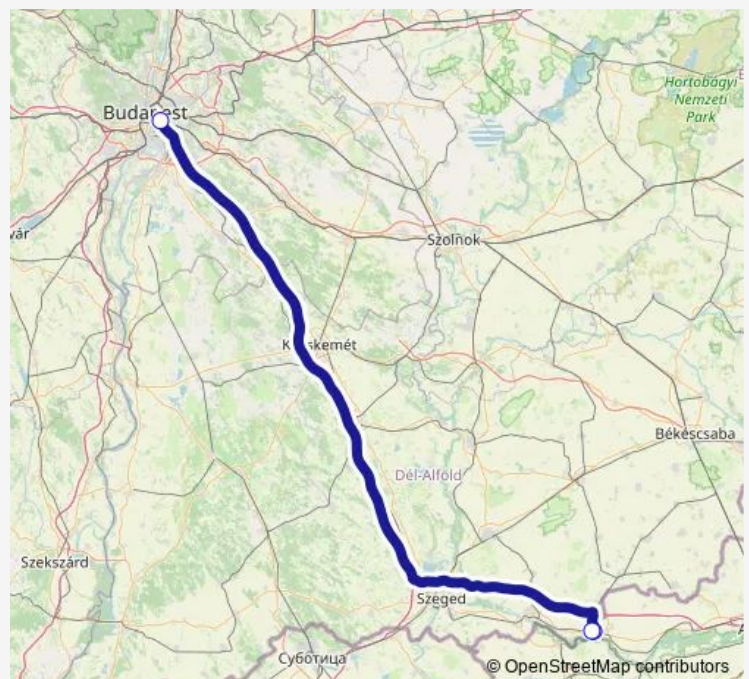 Budapest
Hortobágyi
Nemzeti
Park
vár
Szolnok
Kecskemét
Békéscsaba
Dél-Alföld
Szekszárd
Szeged
Суботица
© OpenStreetMap contributors